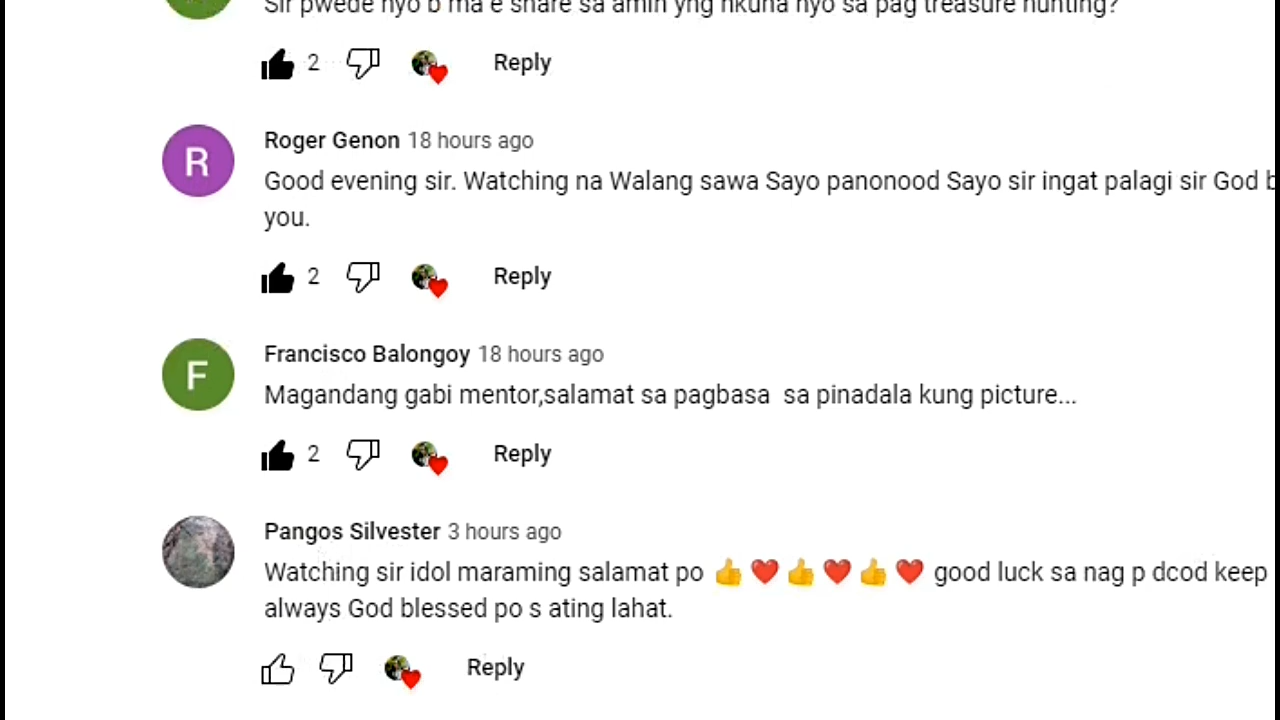 Sir pwede nyo b ma e share sa amin yng nkuha nyo sa pag treasure hunting?
2 Reply
R
Roger Genon 18 hours ago
Good evening sir. Watching na Walang sawa Sayo panonood Sayo sir ingat palagi sir God
you.
2 Reply
F
Francisco Balongoy 18 hours ago
Magandang gabi mentor,salamat sa pagbasa sa pinadala kung picture...
2 Reply
Pangos Silvester 3 hours ago
Watching sir idol maraming salamat po 👍❤️👍❤️👍❤️ good luck sa nag p dcod keep
always God blessed po s ating lahat.
Reply